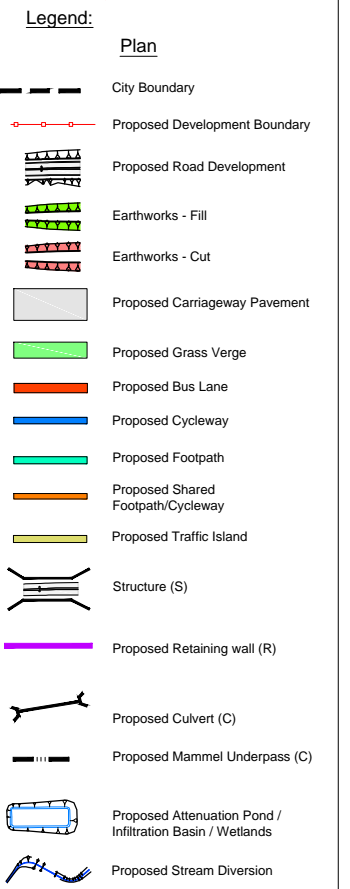 Legend:
Plan
City Boundary
Proposed Development Boundary
Proposed Road Development
Earthworks - Fill
Earthworks - Cut
Proposed Carriageway Pavement
Proposed Grass Verge
Proposed Bus Lane
Proposed Cycleway
Proposed Footpath
Proposed Shared
Footpath/Cycleway
Proposed Traffic Island
Structure (S)
Proposed Retaining wall (R)
Proposed Culvert (C)
Proposed Mammel Underpass (C)
Proposed Attenuation Pond /
Infiltration Basin / Wetlands
Proposed Stream Diversion